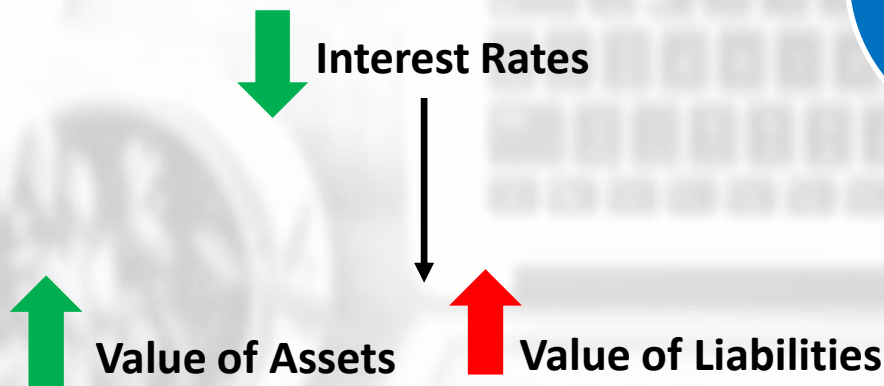 Interest Rates
Value of Assets
Value of Liabilities